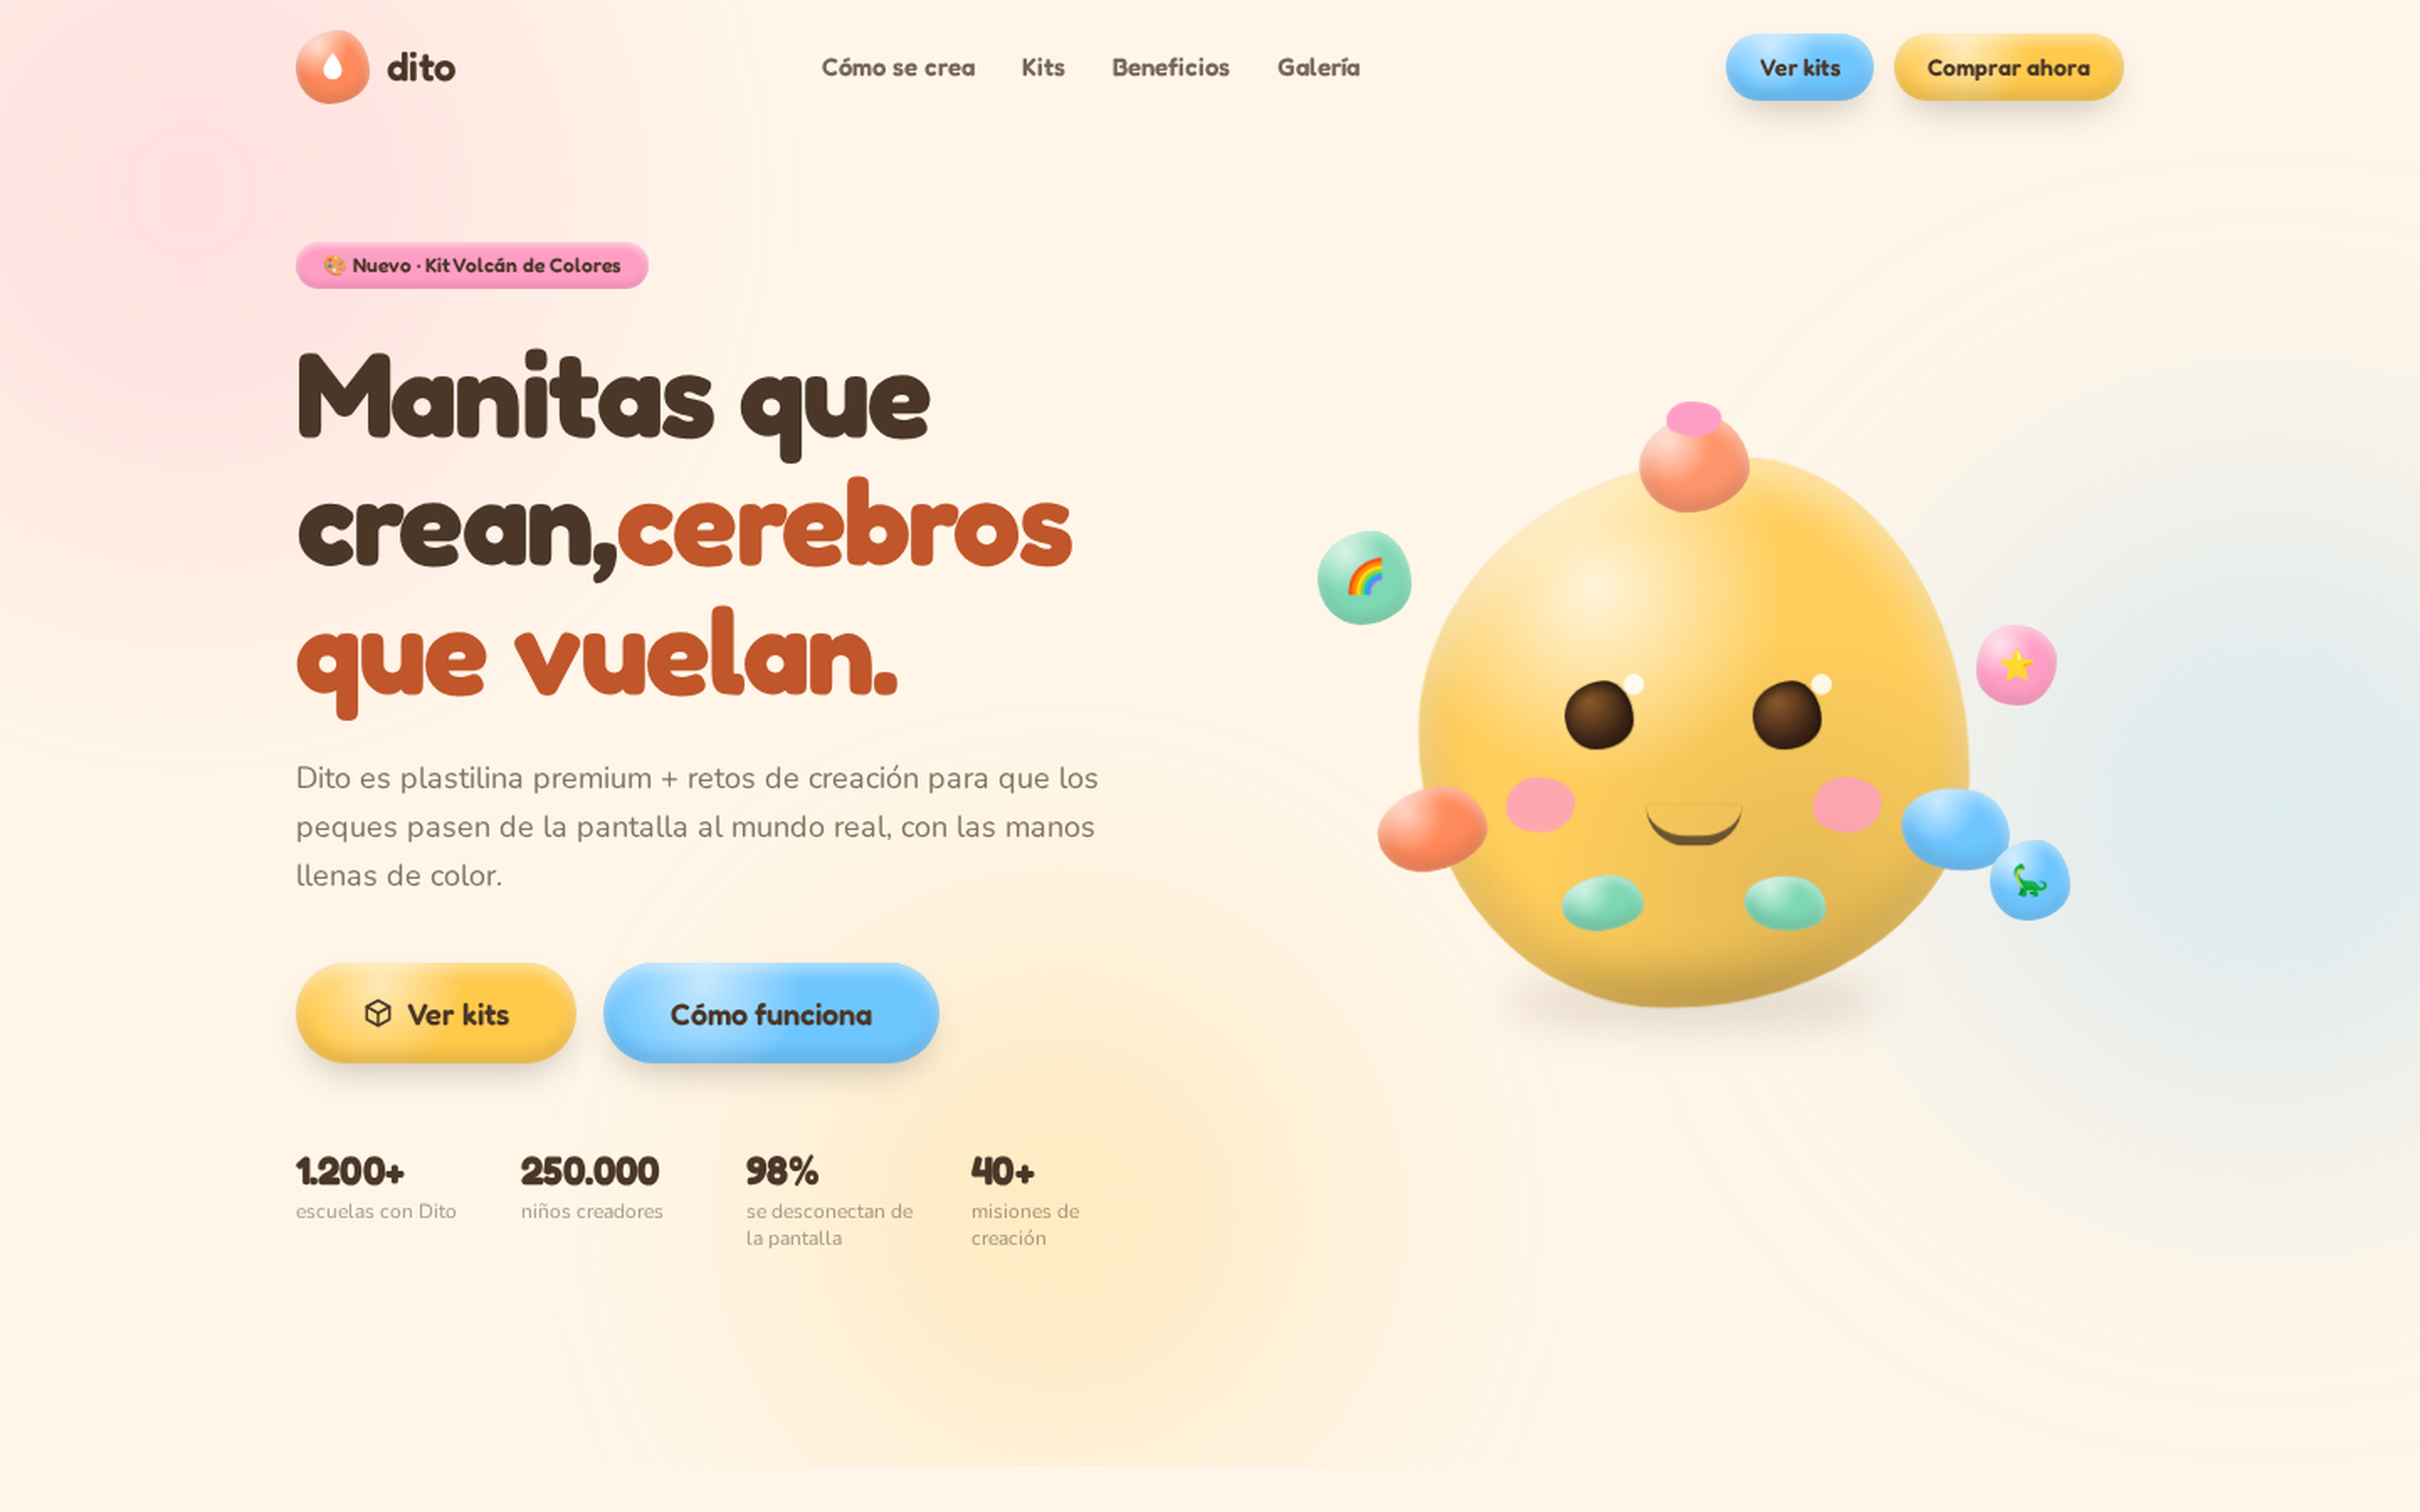 dito
Cómo se crea
Kits
Beneficios
Galería
Ver kits
Comprar ahora
🎨 Nuevo · Kit Volcán de Colores
Manitas que
crean,cerebros
que vuelan.
Dito es plastilina premium + retos de creación para que los
peques pasen de la pantalla al mundo real, con las manos
llenas de color.
Ver kits
Cómo funciona
1.200+
escuelas con Dito
250.000
niños creadores
98%
se desconectan de
la pantalla
40+
misiones de
creación